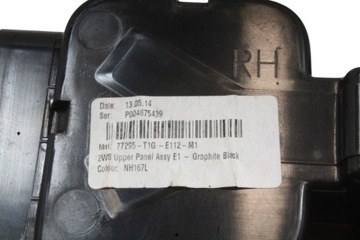 RH
Date: 13.05.14
Ser: P004675439
Mat: 77295-T1G-E112-M1
2WS Upper Panel Assy E1 - Graphite Black
Colour: NH167L